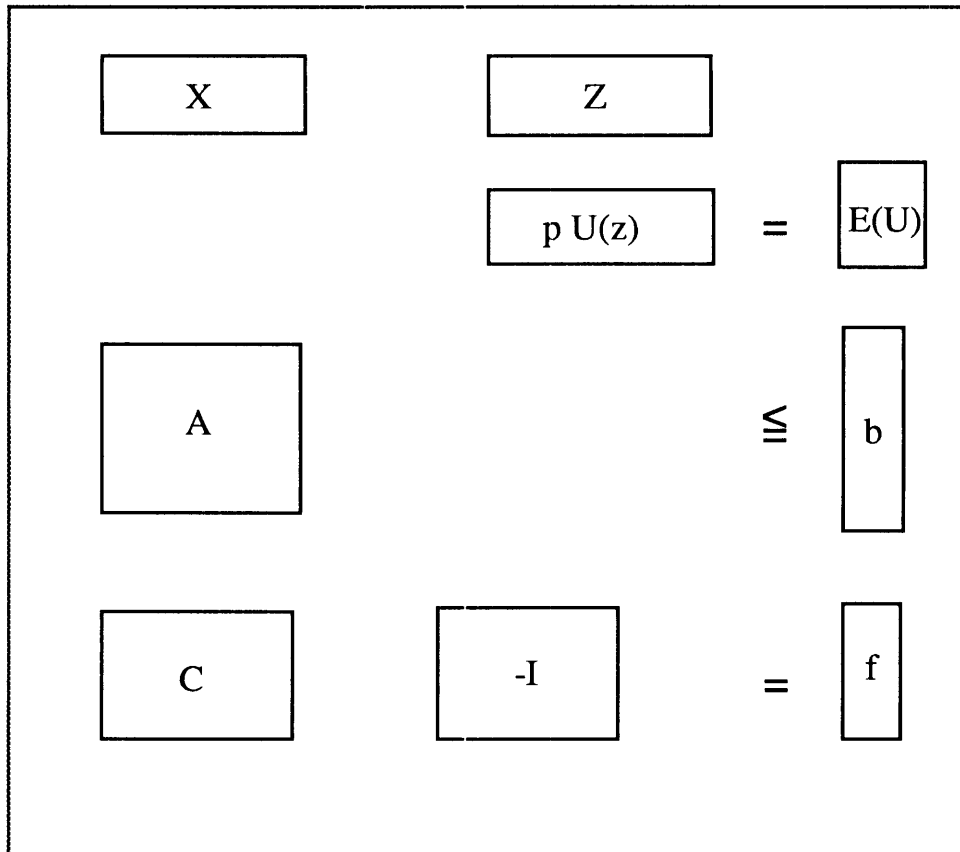 X Z
p U(z) = E(U)
A ≦ b
C -I = f